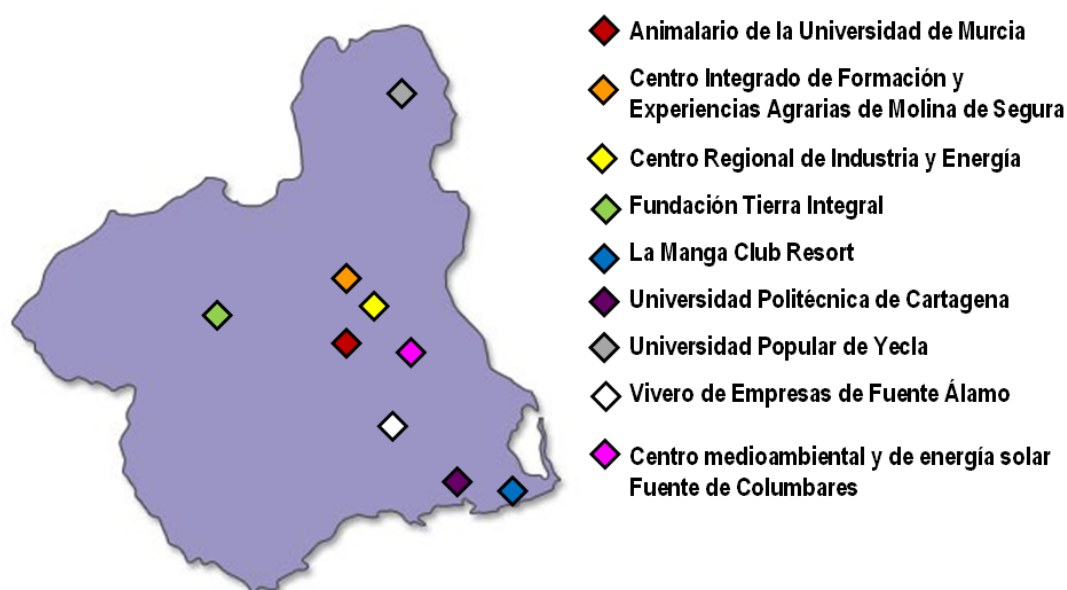 Animalario de la Universidad de Murcia
Centro Integrado de Formación y
Experiencias Agrarias de Molina de Segura
Centro Regional de Industria y Energía
Fundación Tierra Integral
La Manga Club Resort
Universidad Politécnica de Cartagena
Universidad Popular de Yecla
Vivero de Empresas de Fuente Álamo
Centro medioambiental y de energía solar
Fuente de Columbares